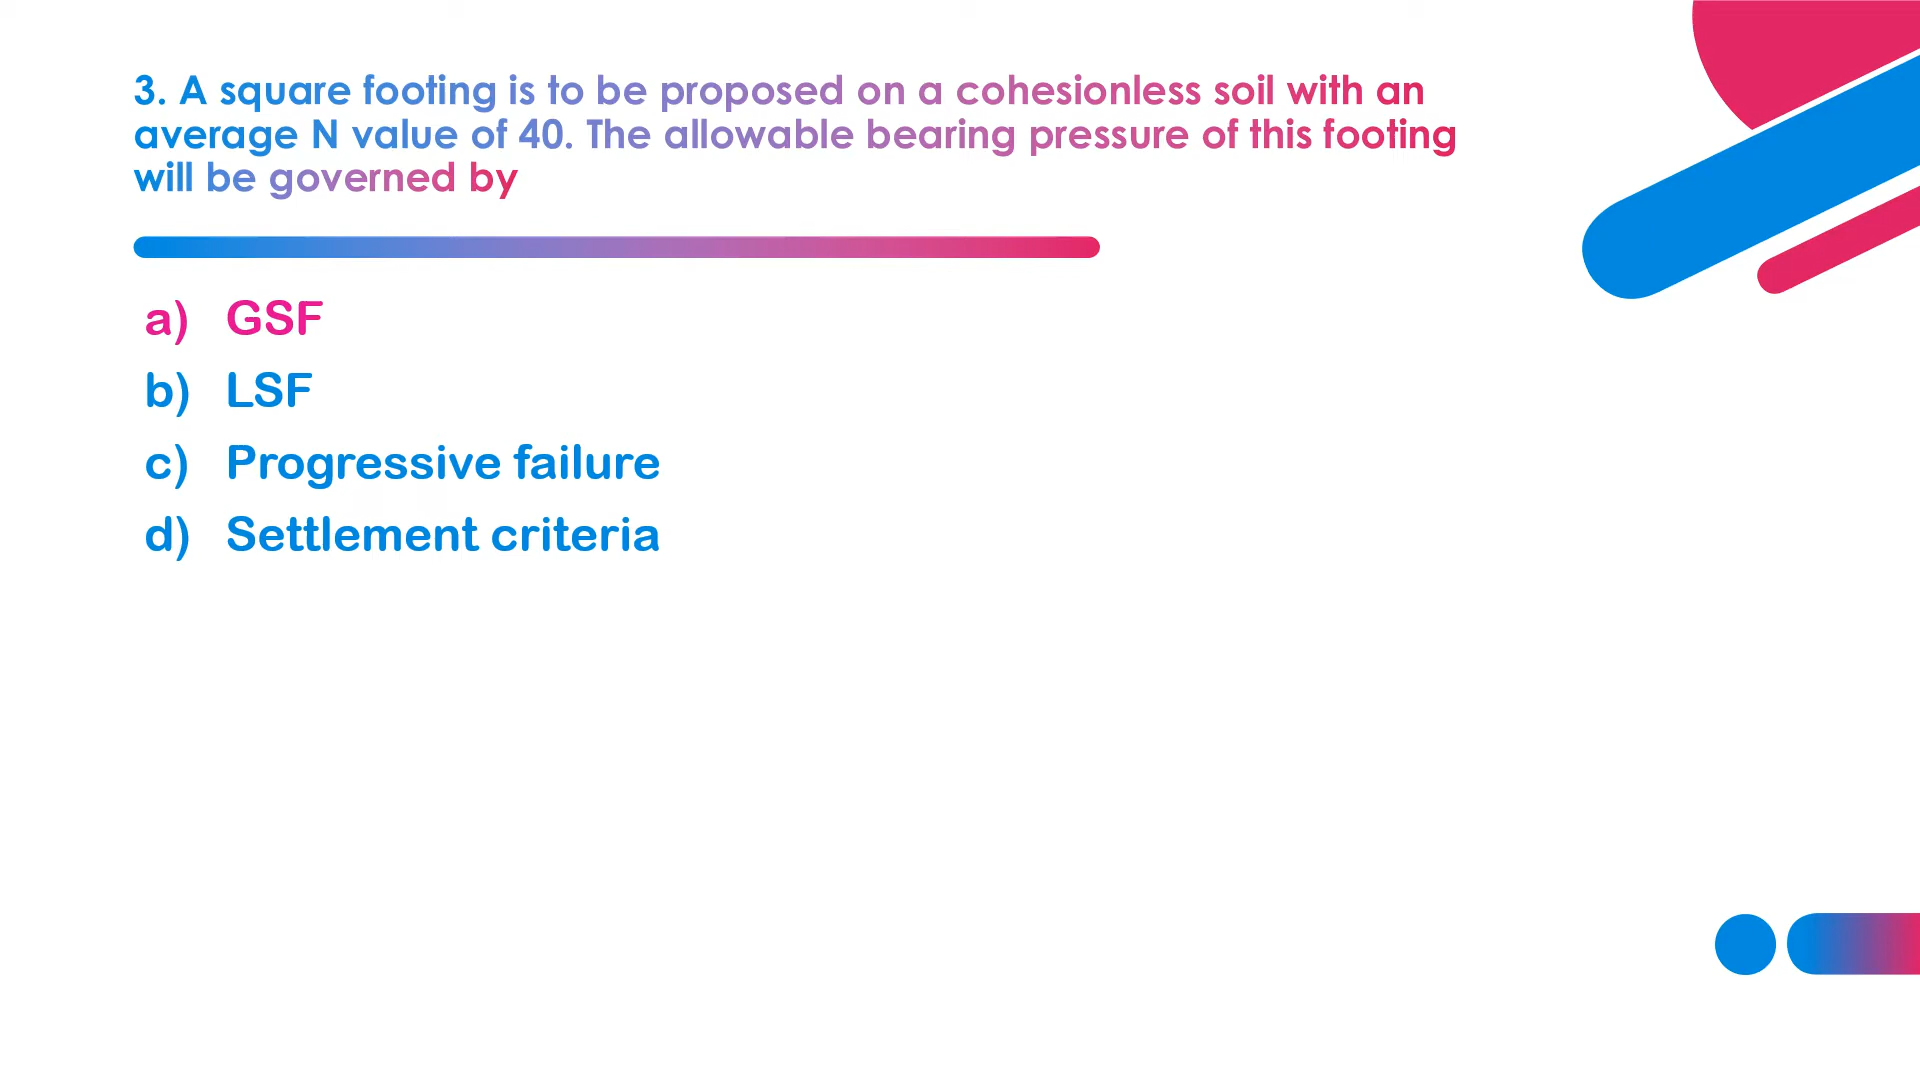 3. A square footing is to be proposed on a cohesionless soil with an
average N value of 40. The allowable bearing pressure of this footing
will be governed by
a) GSF
b) LSF
c) Progressive failure
d) Settlement criteria